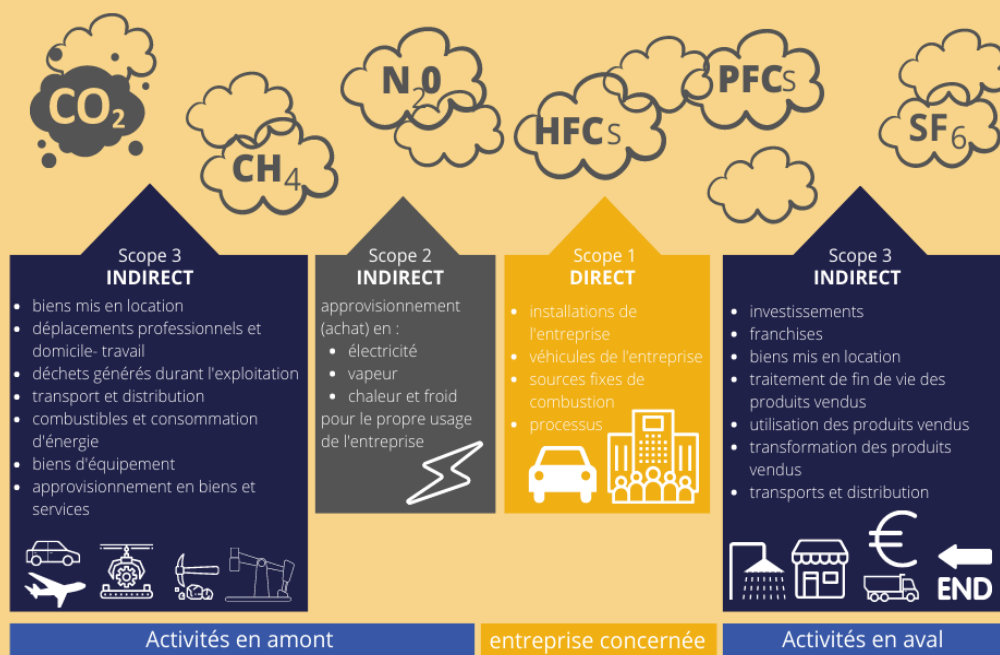 CO2
CH4
N20
HFCs
PFCs
SF6
Scope 3
INDIRECT
• biens mis en location
• déplacements professionnels et
domicile- travail
• déchets générés durant l'exploitation
• transport et distribution
• combustibles et consommation
d'énergie
• biens d'équipement
• approvisionnement en biens et
services
Scope 2
INDIRECT
approvisionnement
(achat) en :
• électricité
• vapeur
• chaleur et froid
pour le propre usage
de l'entreprise
Scope 1
DIRECT
• installations de
l'entreprise
• véhicules de l'entreprise
• sources fixes de
combustion
• processus
Scope 3
INDIRECT
• investissements
• franchises
• biens mis en location
• traitement de fin de vie des
produits vendus
• utilisation des produits vendus
• transformation des produits
vendus
• transports et distribution
€
END
Activités en amont
entreprise concernée
Activités en aval